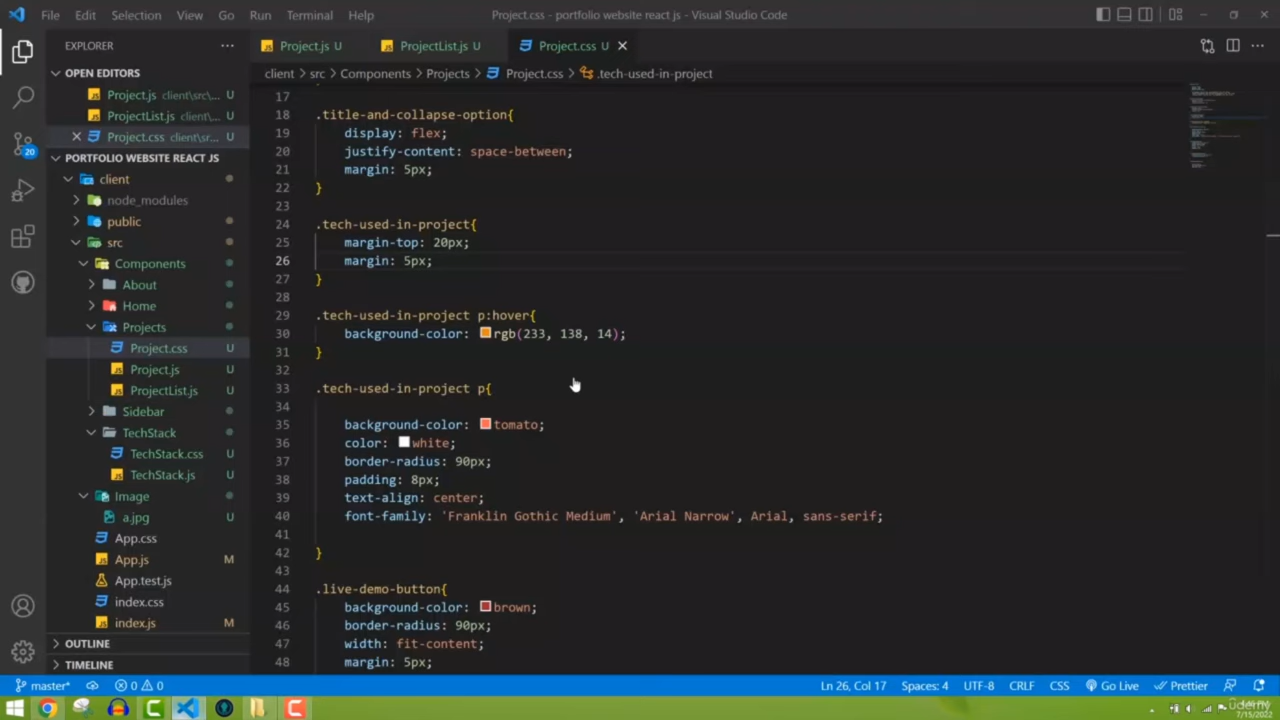 File Edit Selection View Go Run Terminal Help Project.css - portfolio website react js - Visual Studio Code
EXPLORER ...
Project.js U ProjectList.js U Project.css U
OPEN EDITORS
client > src > Components > Projects > Project.css > .tech-used-in-project
Project.js client\src\... U
ProjectList.js client\... U
Project.css client\sr... U
PORTFOLIO WEBSITE REACT JS
client
node_modules
public
src
Components
About
Home
Projects
Project.css U
Project.js U
ProjectList.js U
Sidebar
TechStack
TechStack.css U
TechStack.js U
Image
a.jpg U
App.css
App.js M
App.test.js
index.css
index.js M
OUTLINE
TIMELINE
20
17
18 .title-and-collapse-option{
19 display: flex;
20 justify-content: space-between;
21 margin: 5px;
22 }
23
24 .tech-used-in-project{
25 margin-top: 20px;
26 margin: 5px;
27 }
28
29 .tech-used-in-project p:hover{
30 background-color: rgb(233, 138, 14);
31 }
32
33 .tech-used-in-project p{
34
35 background-color: tomato;
36 color: white;
37 border-radius: 90px;
38 padding: 8px;
39 text-align: center;
40 font-family: 'Franklin Gothic Medium', 'Arial Narrow', Arial, sans-serif;
41
42 }
43
44 .live-demo-button{
45 background-color: brown;
46 border-radius: 90px;
47 width: fit-content;
48 margin: 5px;
master* 0 0 Ln 26, Col 17 Spaces: 4 UTF-8 CRLF CSS Go Live Prettier
udemy
7/15/2022